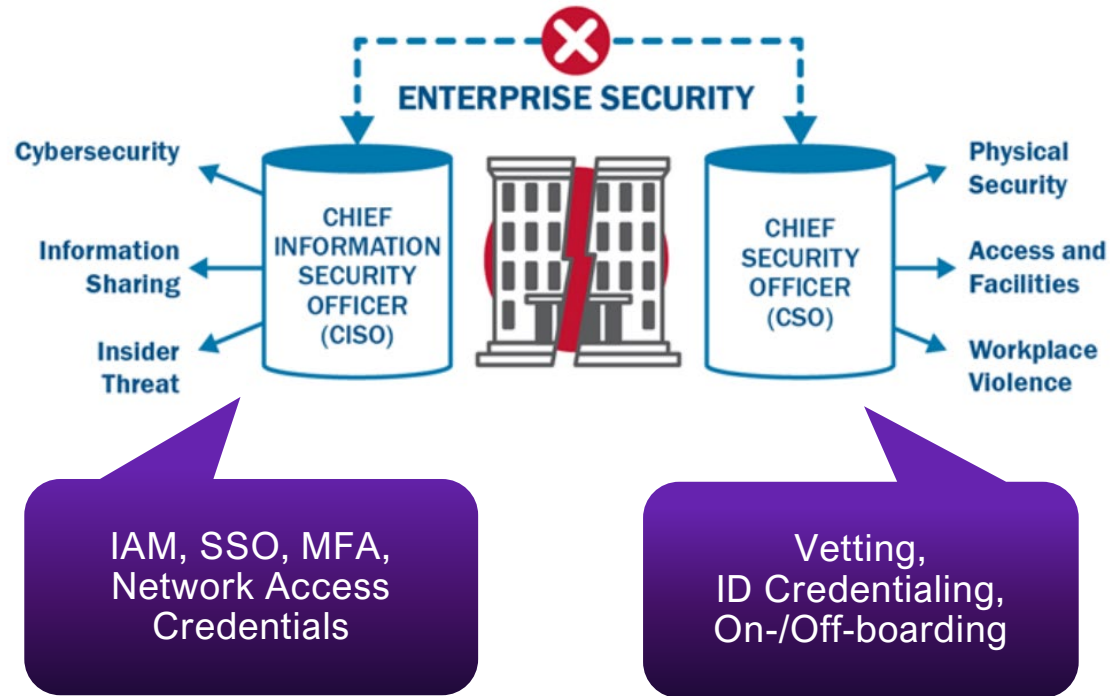 ENTERPRISE SECURITY
Cybersecurity
Information
Sharing
Insider
Threat
CHIEF
INFORMATION
SECURITY
OFFICER
(CISO)
CHIEF
SECURITY
OFFICER
(CSO)
Physical
Security
Access and
Facilities
Workplace
Violence
IAM, SSO, MFA,
Network Access
Credentials
Vetting,
ID Credentialing,
On-/Off-boarding